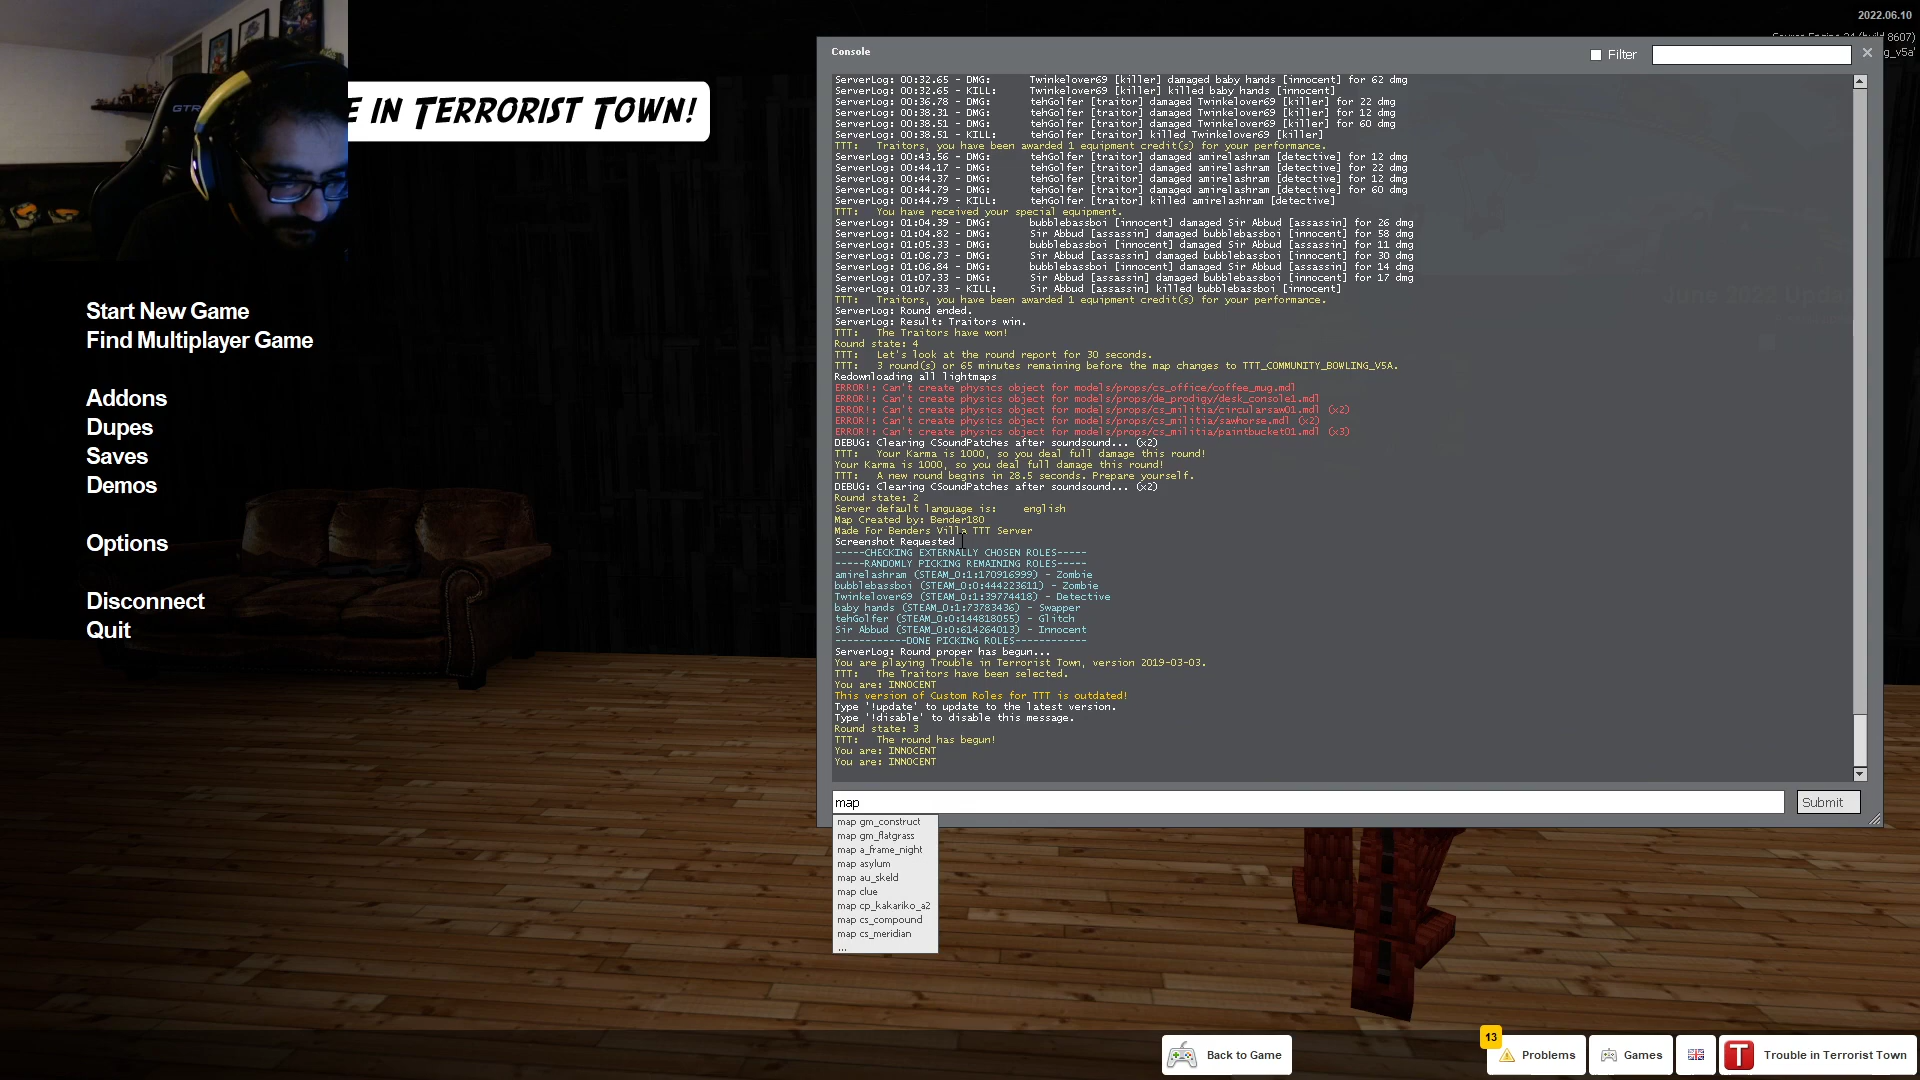 2022.06.10
8607)
g_v5a'
GTR
E IN TERRORIST TOWN!
Start New Game
Find Multiplayer Game
Addons
Dupes
Saves
Demos
Options
Disconnect
Quit
Console
Filter
ServerLog: 00:32.65 - DMG: Twinkelover69 [killer] damaged baby hands [innocent] for 62 dmg
ServerLog: 00:32.65 - KILL: Twinkelover69 [killer] killed baby hands [innocent]
ServerLog: 00:36.78 - DMG: tehGolfer [traitor] damaged Twinkelover69 [killer] for 22 dmg
ServerLog: 00:38.31 - DMG: tehGolfer [traitor] damaged Twinkelover69 [killer] for 12 dmg
ServerLog: 00:38.51 - DMG: tehGolfer [traitor] damaged Twinkelover69 [killer] for 60 dmg
ServerLog: 00:38.51 - KILL: tehGolfer [traitor] killed Twinkelover69 [killer]
TTT: Traitors, you have been awarded 1 equipment credit(s) for your performance.
ServerLog: 00:43.56 - DMG: tehGolfer [traitor] damaged amirelashram [detective] for 12 dmg
ServerLog: 00:44.17 - DMG: tehGolfer [traitor] damaged amirelashram [detective] for 22 dmg
ServerLog: 00:44.37 - DMG: tehGolfer [traitor] damaged amirelashram [detective] for 12 dmg
ServerLog: 00:44.79 - DMG: tehGolfer [traitor] damaged amirelashram [detective] for 60 dmg
ServerLog: 00:44.79 - KILL: tehGolfer [traitor] killed amirelashram [detective]
TTT: You have received your special equipment.
ServerLog: 01:04.39 - DMG: bubblebassboi [innocent] damaged Sir Abbud [assassin] for 26 dmg
ServerLog: 01:04.82 - DMG: Sir Abbud [assassin] damaged bubblebassboi [innocent] for 58 dmg
ServerLog: 01:05.33 - DMG: bubblebassboi [innocent] damaged Sir Abbud [assassin] for 11 dmg
ServerLog: 01:06.73 - DMG: Sir Abbud [assassin] damaged bubblebassboi [innocent] for 30 dmg
ServerLog: 01:06.84 - DMG: bubblebassboi [innocent] damaged Sir Abbud [assassin] for 14 dmg
ServerLog: 01:07.33 - DMG: Sir Abbud [assassin] damaged bubblebassboi [innocent] for 17 dmg
ServerLog: 01:07.33 - KILL: Sir Abbud [assassin] killed bubblebassboi [innocent]
TTT: Traitors, you have been awarded 1 equipment credit(s) for your performance.
ServerLog: Round ended.
ServerLog: Result: Traitors win.
TTT: The Traitors have won!
Round state: 4
TTT: Let's look at the round report for 30 seconds.
TTT: 3 round(s) or 65 minutes remaining before the map changes to TTT_COMMUNITY_BOWLING_V5A.
Redownloading all lightmaps
ERROR!: Can't create physics object for models/props/cs_office/coffee_mug.mdl
ERROR!: Can't create physics object for models/props/de_prodigy/desk_console1.mdl
ERROR!: Can't create physics object for models/props/cs_militia/circularsaw01.mdl (x2)
ERROR!: Can't create physics object for models/props/cs_militia/sawhorse.mdl (x2)
ERROR!: Can't create physics object for models/props/cs_militia/paintbucket01.mdl (x3)
DEBUG: Clearing CSoundPatches after soundsound... (x2)
TTT: Your Karma is 1000, so you deal full damage this round!
Your Karma is 1000, so you deal full damage this round!
TTT: A new round begins in 28.5 seconds. Prepare yourself.
DEBUG: Clearing CSoundPatches after soundsound... (x2)
Round state: 2
Server default language is: english
Map Created by: Bender180
Made For Benders Villa TTT Server
Screenshot Requested
-----CHECKING EXTERNALLY CHOSEN ROLES-----
-----RANDOMLY PICKING REMAINING ROLES-----
amirelashram (STEAM_0:1:170916999) - Zombie
bubblebassboi (STEAM_0:0:444223611) - Zombie
Twinkelover69 (STEAM_0:1:39774418) - Detective
baby hands (STEAM_0:1:73783436) - Swapper
tehGolfer (STEAM_0:0:144818055) - Glitch
Sir Abbud (STEAM_0:0:614264013) - Innocent
------------DONE PICKING ROLES------------
ServerLog: Round proper has begun...
You are playing Trouble in Terrorist Town, version 2019-03-03.
TTT: The Traitors have been selected.
You are: INNOCENT
This version of Custom Roles for TTT is outdated!
Type '!update' to update to the latest version.
Type '!disable' to disable this message.
Round state: 3
TTT: The round has begun!
You are: INNOCENT
You are: INNOCENT
June 2022 Update
map
Submit
map gm_construct
map gm_flatgrass
map a_frame_night
map asylum
map au_skeld
map clue
map cp_kakariko_a2
map cs_compound
map cs_meridian
...
Back to Game
13
Problems
Games
T
Trouble in Terrorist Town